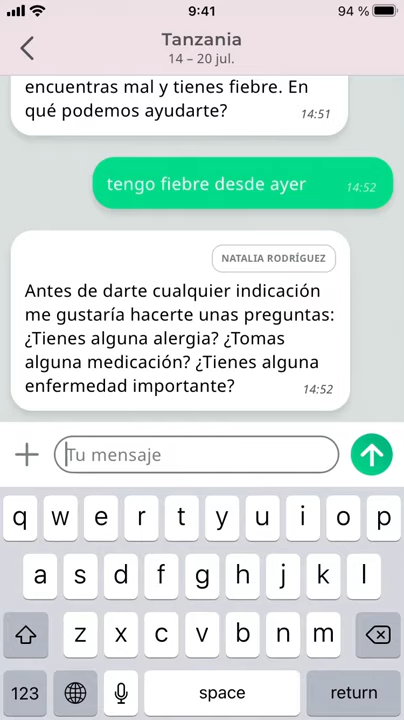 9:41
94 %
Tanzania
14 – 20 jul.
encuentras mal y tienes fiebre. En
qué podemos ayudarte?
14:51
tengo fiebre desde ayer
14:52
NATALIA RODRÍGUEZ
Antes de darte cualquier indicación
me gustaría hacerte unas preguntas:
¿Tienes alguna alergia? ¿Tomas
alguna medicación? ¿Tienes alguna
enfermedad importante?
14:52
Tu mensaje
q w e r t y u i o p
a s d f g h j k l
z x c v b n m
123 space return